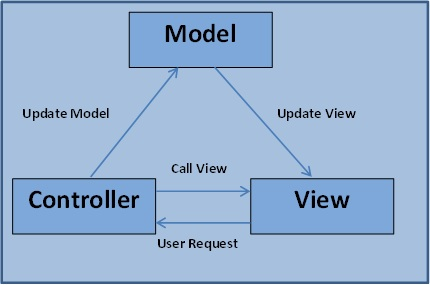 Model
Update Model
Update View
Call View
Controller
View
User Request